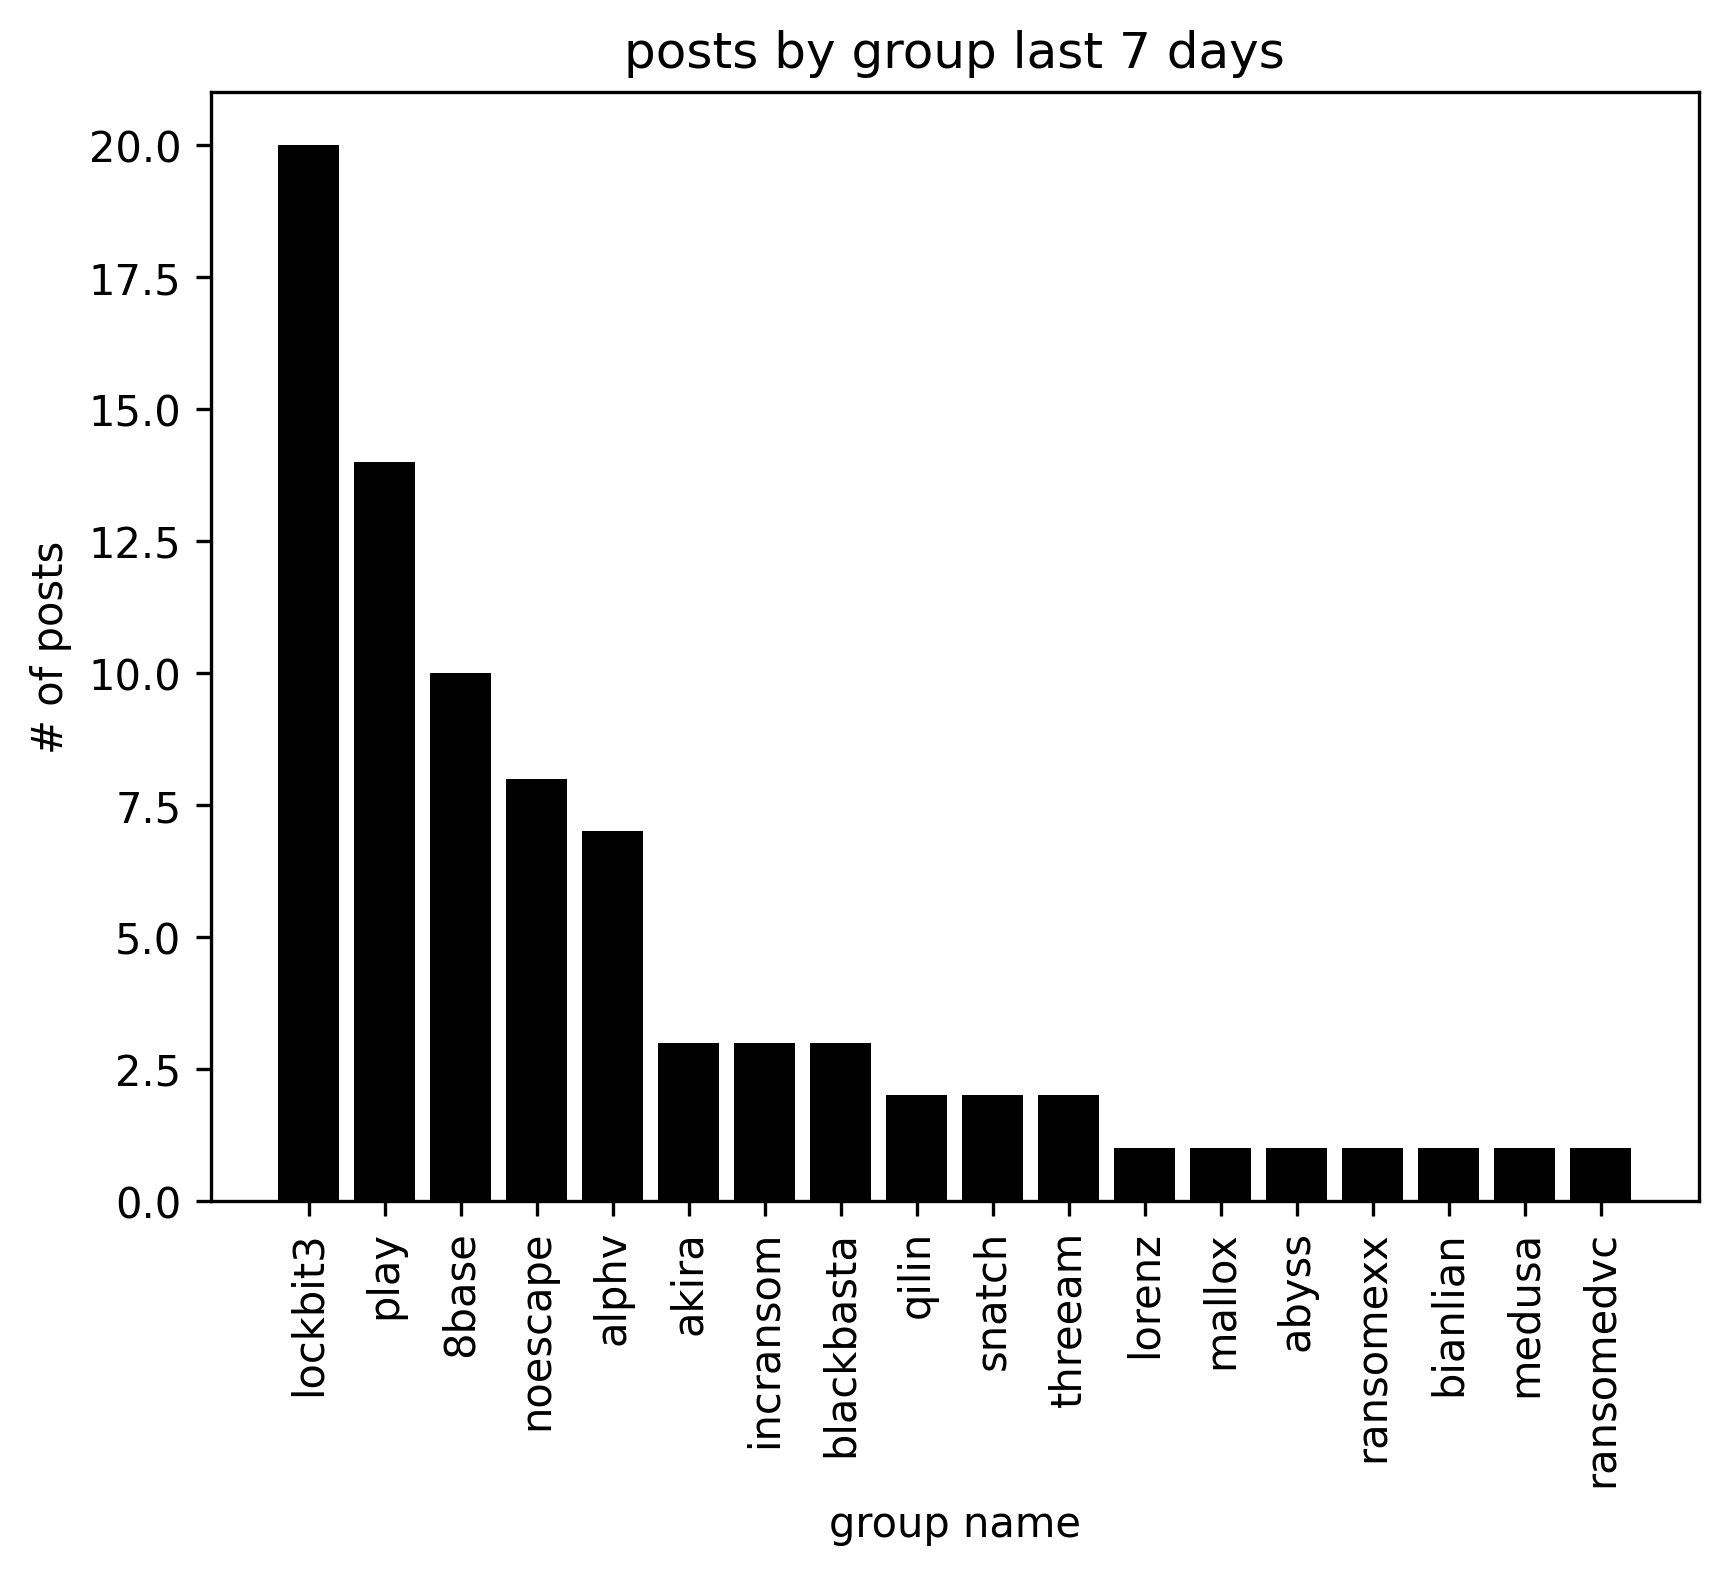 posts by group last 7 days
# of posts
20.0
17.5
15.0
12.5
10.0
7.5
5.0
2.5
0.0
lockbit3
play
8base
noescape
alphv
akira
incransom
blackbasta
qilin
snatch
threeam
lorenz
mallox
abyss
ransomexx
bianlian
medusa
ransomedvc
group name